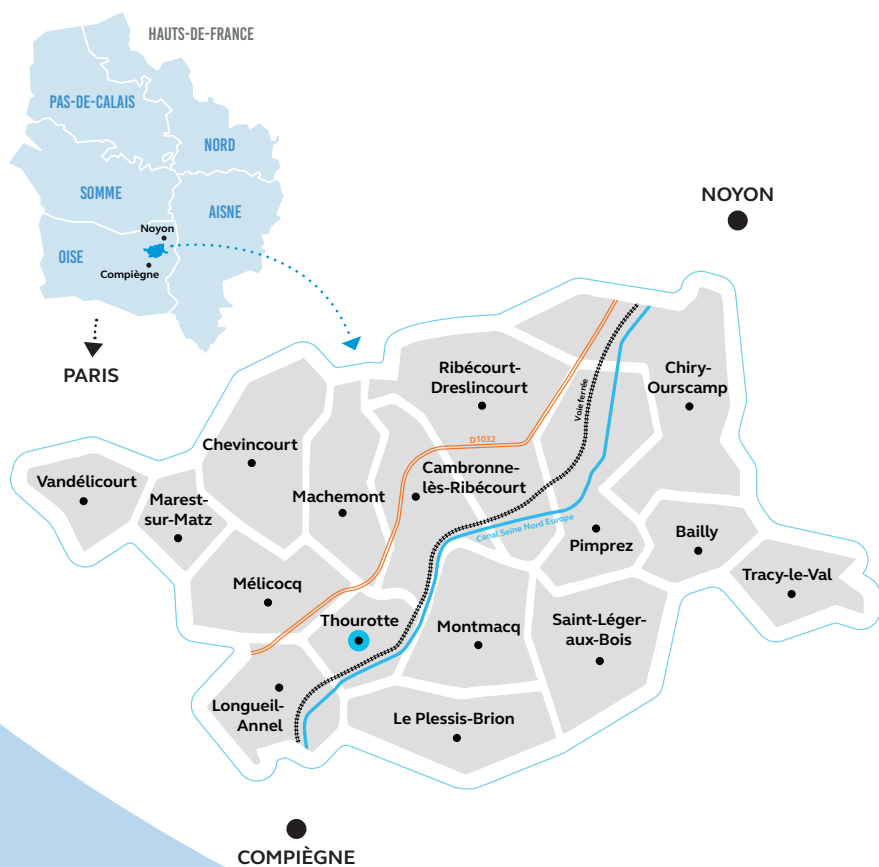 HAUTS-DE-FRANCE
PAS-DE-CALAIS
NORD
SOMME
AISNE
Noyon
OISE
Compiègne
PARIS
NOYON
Ribécourt-
Dreslincourt
Voie ferrée
Chiry-
Ourscamp
D1032
Chevincourt
Cambronne-
lès-Ribécourt
Vandélicourt
Marest-
sur-Matz
Machemont
Canal Seine Nord Europe
Pimprez
Bailly
Tracy-le-Val
Mélicocq
Thourotte
Montmacq
Saint-Léger-
aux-Bois
Longueil-
Annel
Le Plessis-Brion
COMPIÈGNE